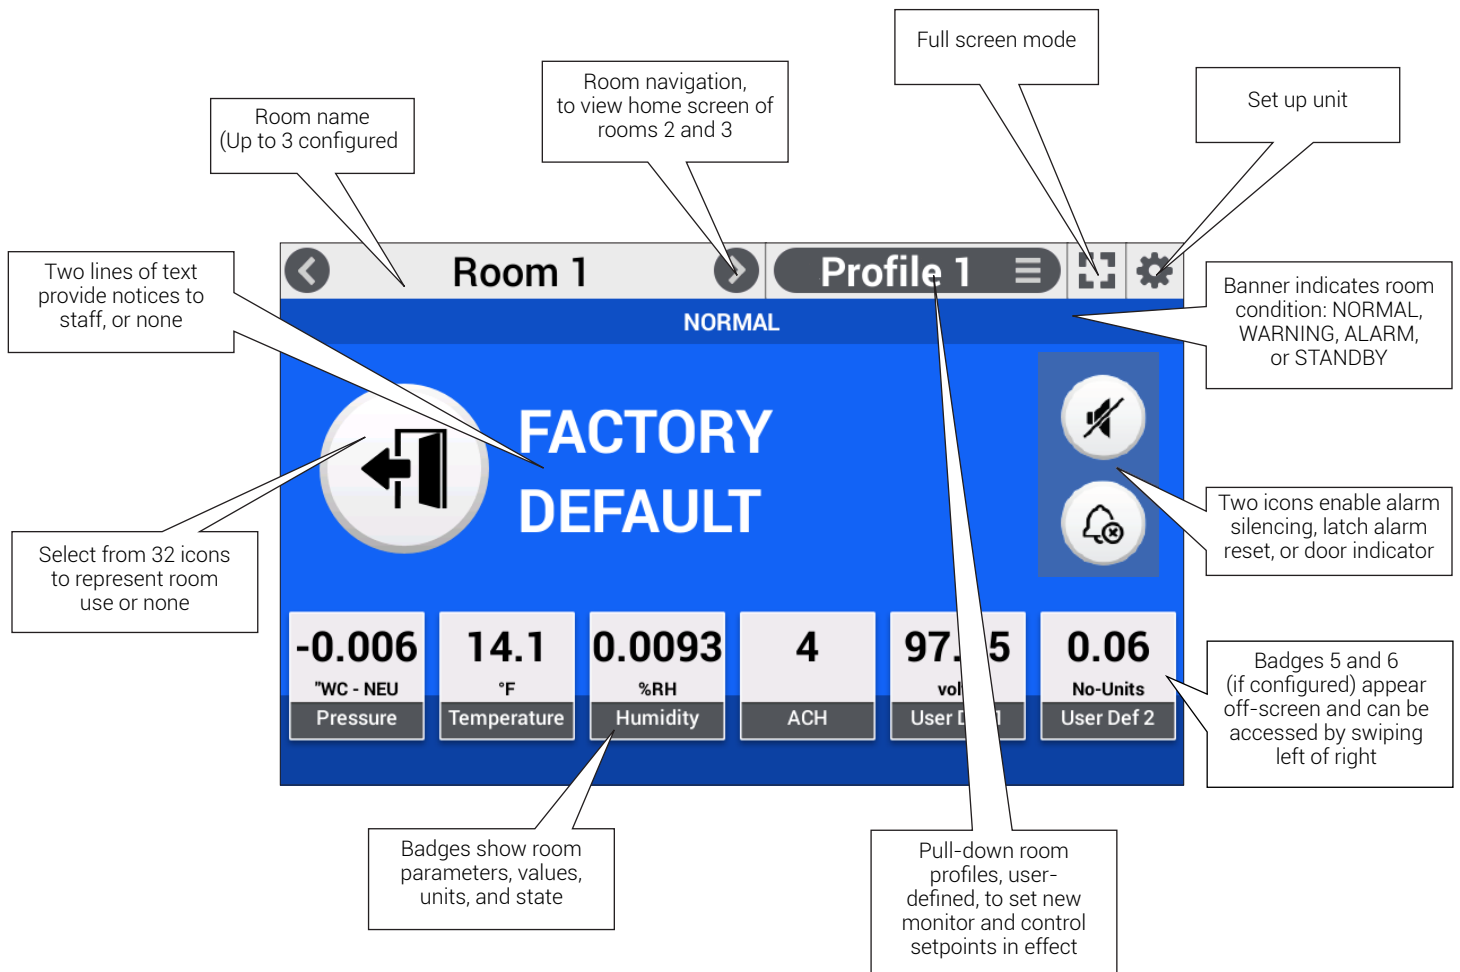 Full screen mode
Room navigation,
to view home screen of
rooms 2 and 3
Set up unit
Room name
(Up to 3 configured
Two lines of text
provide notices to
staff, or none
Room 1
Profile 1
Banner indicates room
condition: NORMAL,
WARNING, ALARM,
or STANDBY
NORMAL
FACTORY
DEFAULT
Two icons enable alarm
silencing, latch alarm
reset, or door indicator
Select from 32 icons
to represent room
use or none
-0.006
"WC - NEU
Pressure
14.1
°F
Temperature
0.0093
%RH
Humidity
4
ACH
User
0.06
No-Units
User Def 2
Badges 5 and 6
(if configured) appear
off-screen and can be
accessed by swiping
left of right
Badges show room
parameters, values,
units, and state
Pull-down room
profiles, user-
defined, to set new
monitor and control
setpoints in effect